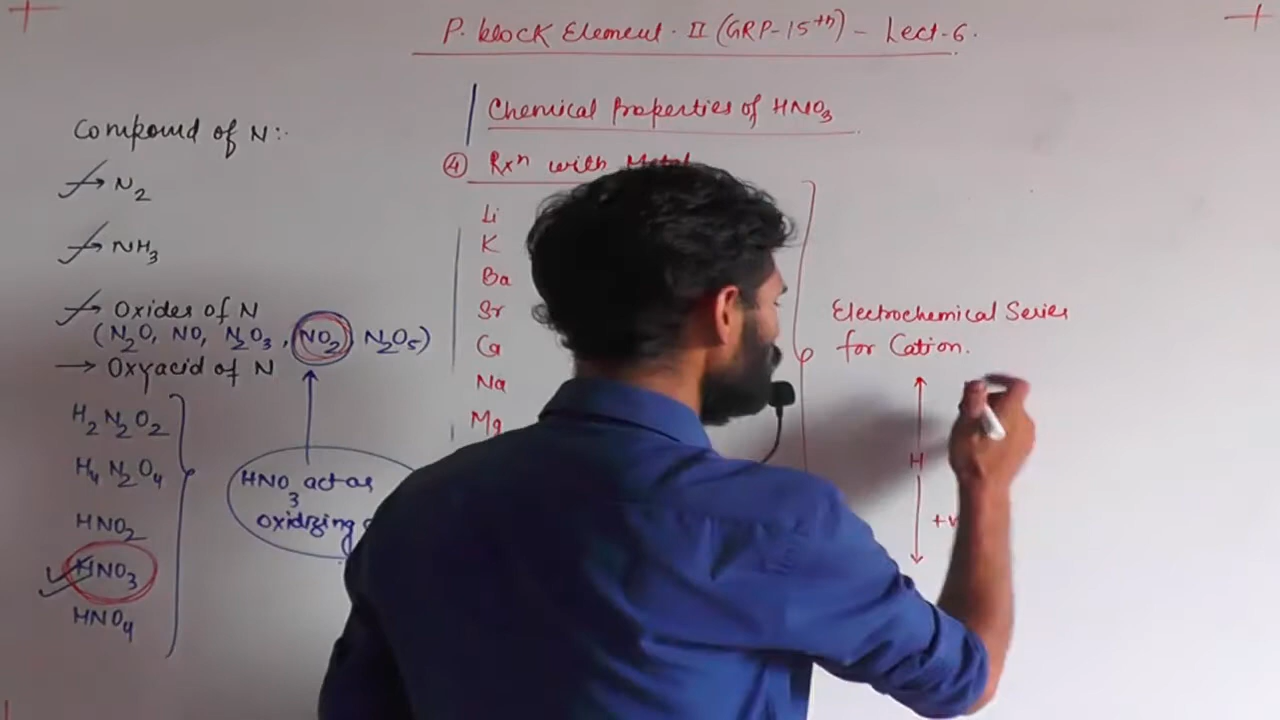 P-block Element-II (GRP-15th) - Lect-6.
Compound of N:-
→ N2
→ NH3
→ Oxides of N
(N2O, NO, N2O3, NO2, N2O5)
→ Oxyacid of N
H2N2O2
H4N2O4
HNO2
HNO3
HNO4
HNO3 act as
oxidizing
Chemical Properties of HNO3
④ Rxn with Metal
Li
K
Ba
Sr
Ca
Na
Mg
Electrochemical Series
for Cation.
H